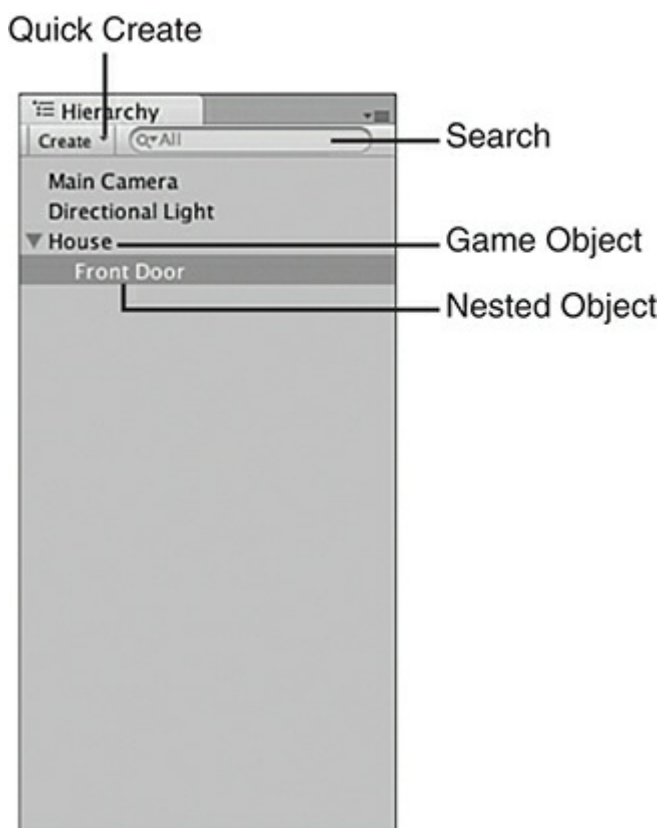 Quick Create
Hierarchy
Create
All
Search
Main Camera
Directional Light
House
Game Object
Front Door
Nested Object